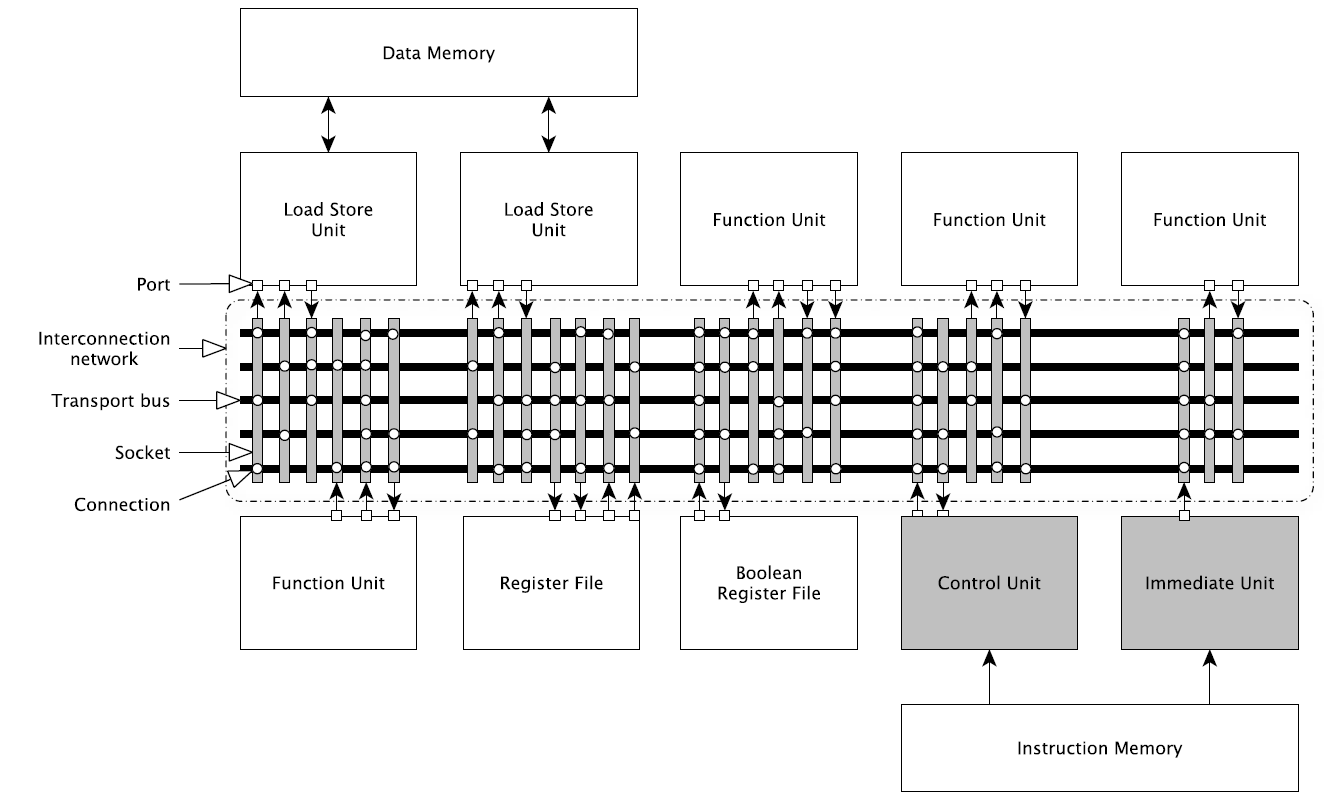 Data Memory
Load Store
Unit
Load Store
Unit
Function Unit
Function Unit
Function Unit
Port
Interconnection
network
Transport bus
Socket
Connection
Function Unit
Register File
Boolean
Register File
Control Unit
Immediate Unit
Instruction Memory